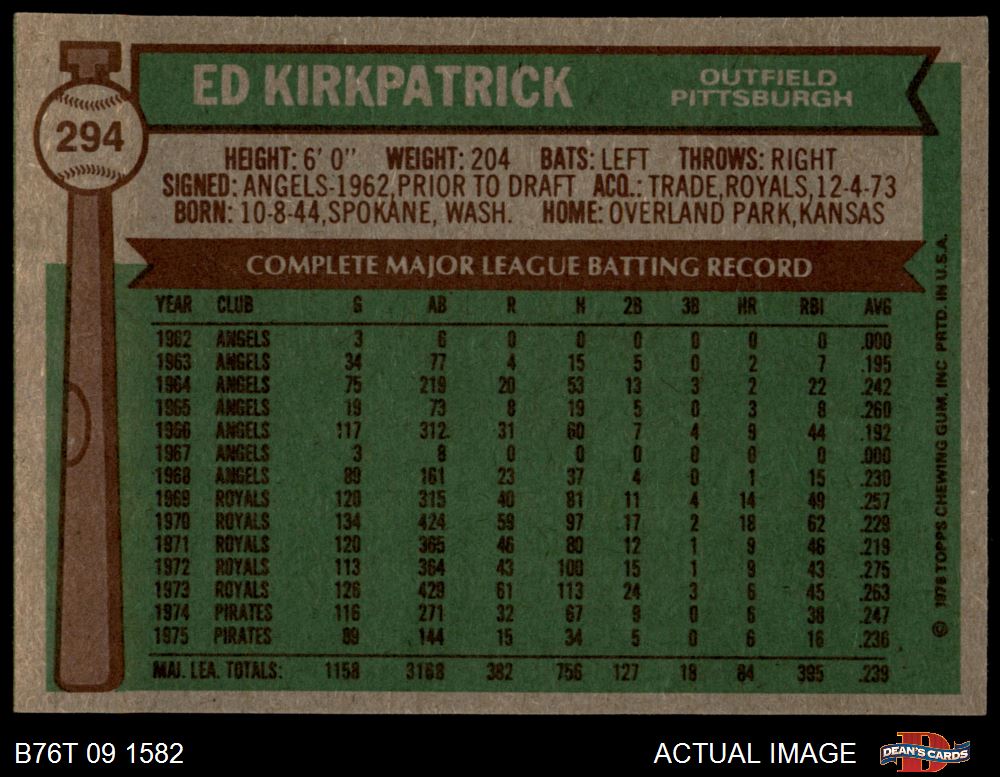 294
ED KIRKPATRICK
OUTFIELD
PITTSBURGH
HEIGHT: 6' 0" WEIGHT: 204 BATS: LEFT THROWS: RIGHT
SIGNED: ANGELS-1962, PRIOR TO DRAFT ACQ.: TRADE, ROYALS, 12-4-73
BORN: 10-8-44, SPOKANE, WASH. HOME: OVERLAND PARK, KANSAS
COMPLETE MAJOR LEAGUE BATTING RECORD
YEAR CLUB G AB R H 2B 3B HR RBI AVG
1962 ANGELS 3 6 0 0 0 0 0 0 .000
1963 ANGELS 34 77 4 15 5 0 2 7 .195
1964 ANGELS 75 219 20 53 13 3 2 22 .242
1965 ANGELS 19 73 8 19 5 0 3 8 .260
1966 ANGELS 117 312 31 60 7 4 9 44 .192
1967 ANGELS 3 8 0 0 0 0 0 0 .000
1968 ANGELS 89 161 23 37 4 0 1 15 .230
1969 ROYALS 120 315 40 81 11 4 14 49 .257
1970 ROYALS 134 424 59 97 17 2 18 62 .229
1971 ROYALS 120 365 46 80 12 1 9 46 .219
1972 ROYALS 113 364 43 100 15 1 9 43 .275
1973 ROYALS 126 429 61 113 24 3 6 45 .263
1974 PIRATES 116 271 32 67 9 0 6 38 .247
1975 PIRATES 89 144 15 34 5 0 6 16 .236
MAJ. LEA. TOTALS: 1158 3168 382 756 127 18 84 395 .239
© 1976 TOPPS CHEWING GUM, INC PRTD. IN U.S.A.
B76T 09 1582
ACTUAL IMAGE
DEAN'S CARDS